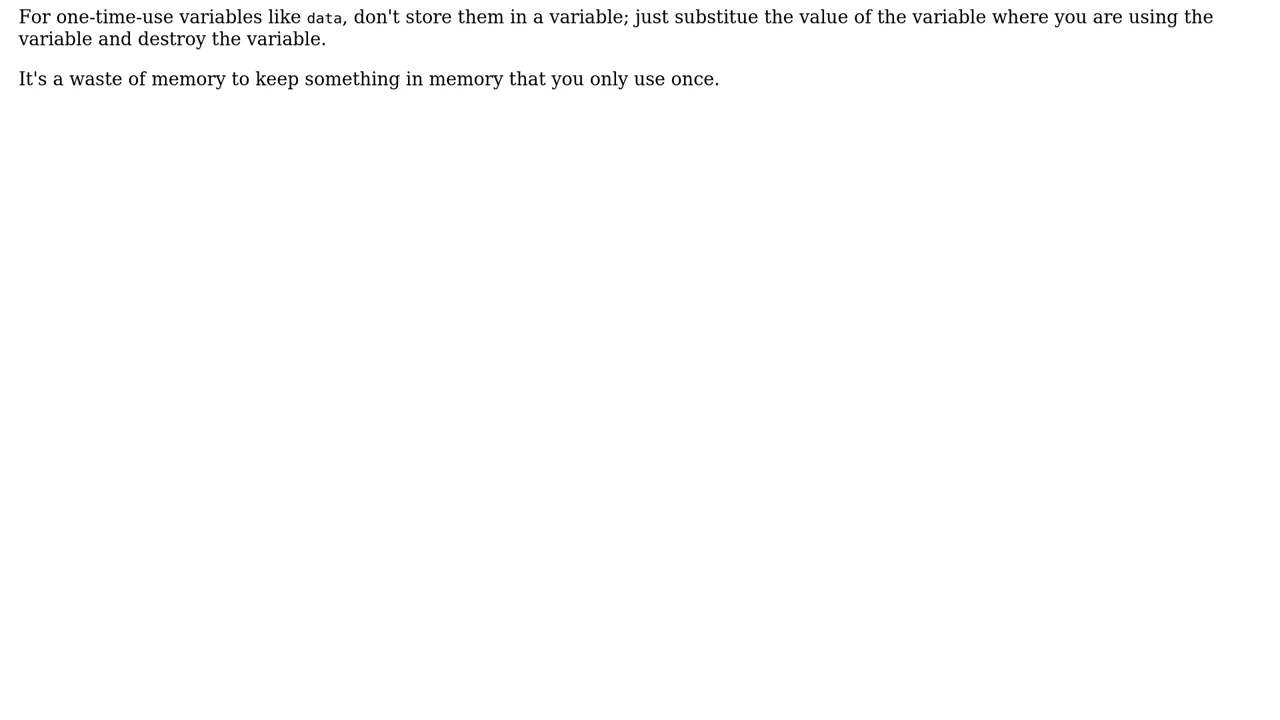 For one-time-use variables like data, don't store them in a variable; just substitue the value of the variable where you are using the
variable and destroy the variable.
It's a waste of memory to keep something in memory that you only use once.